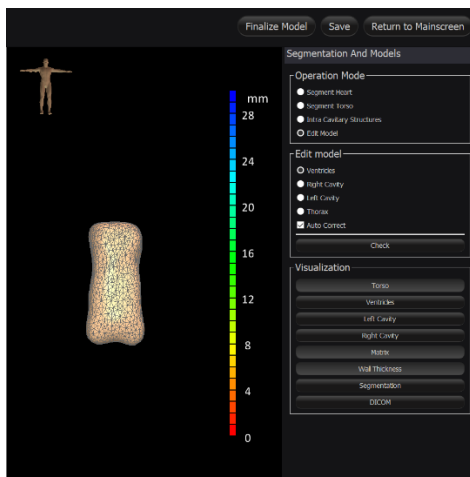 Finalize Model Save Return to Mainscreen
Segmentation And Models
Operation Mode
Segment Heart
Segment Torso
Intra Cavitary Structures
Edit Model
Edit model
Ventricles
Right Cavity
Left Cavity
Thorax
Auto Correct
Check
Visualization
Torso
Ventricles
Left Cavity
Right Cavity
Matrix
Wall Thickness
Segmentation
DICOM
mm
28
24
20
16
12
8
4
0